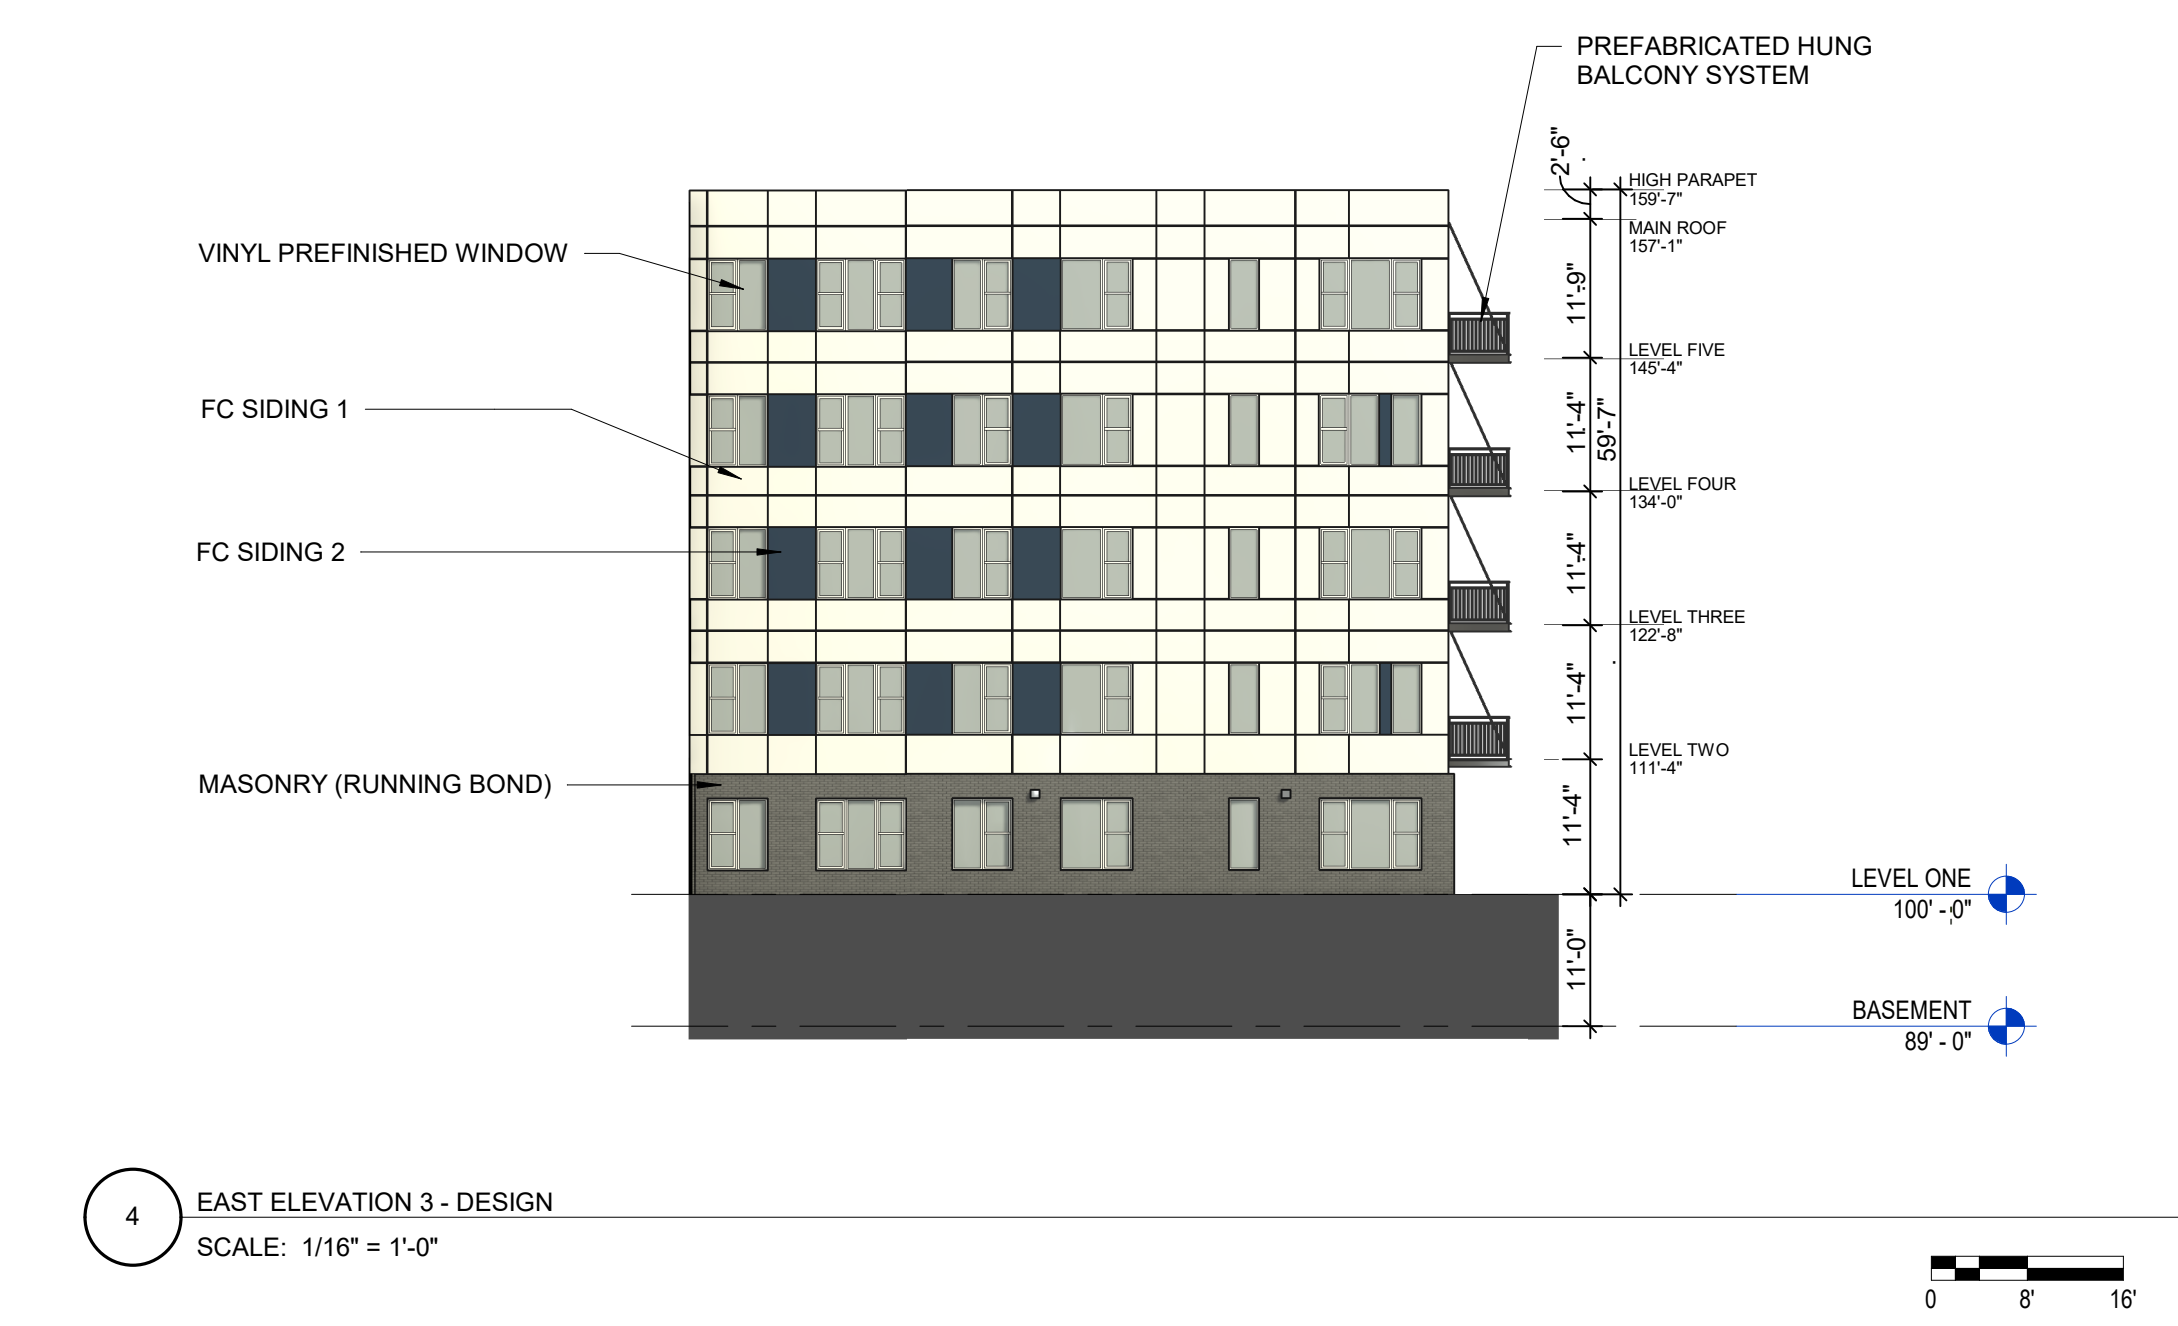 PREFABRICATED HUNG
BALCONY SYSTEM
2'-6"
HIGH PARAPET
159'-7"
MAIN ROOF
157'-1"
VINYL PREFINISHED WINDOW
11'-9"
LEVEL FIVE
145'-4"
FC SIDING 1
11'-4"
59'-7"
LEVEL FOUR
134'-0"
FC SIDING 2
11'-4"
LEVEL THREE
122'-8"
11'-4"
LEVEL TWO
111'-4"
MASONRY (RUNNING BOND)
11'-4"
LEVEL ONE
100' - 0"
11'-0"
BASEMENT
89' - 0"
4
EAST ELEVATION 3 - DESIGN
SCALE: 1/16" = 1'-0"
0 8' 16'